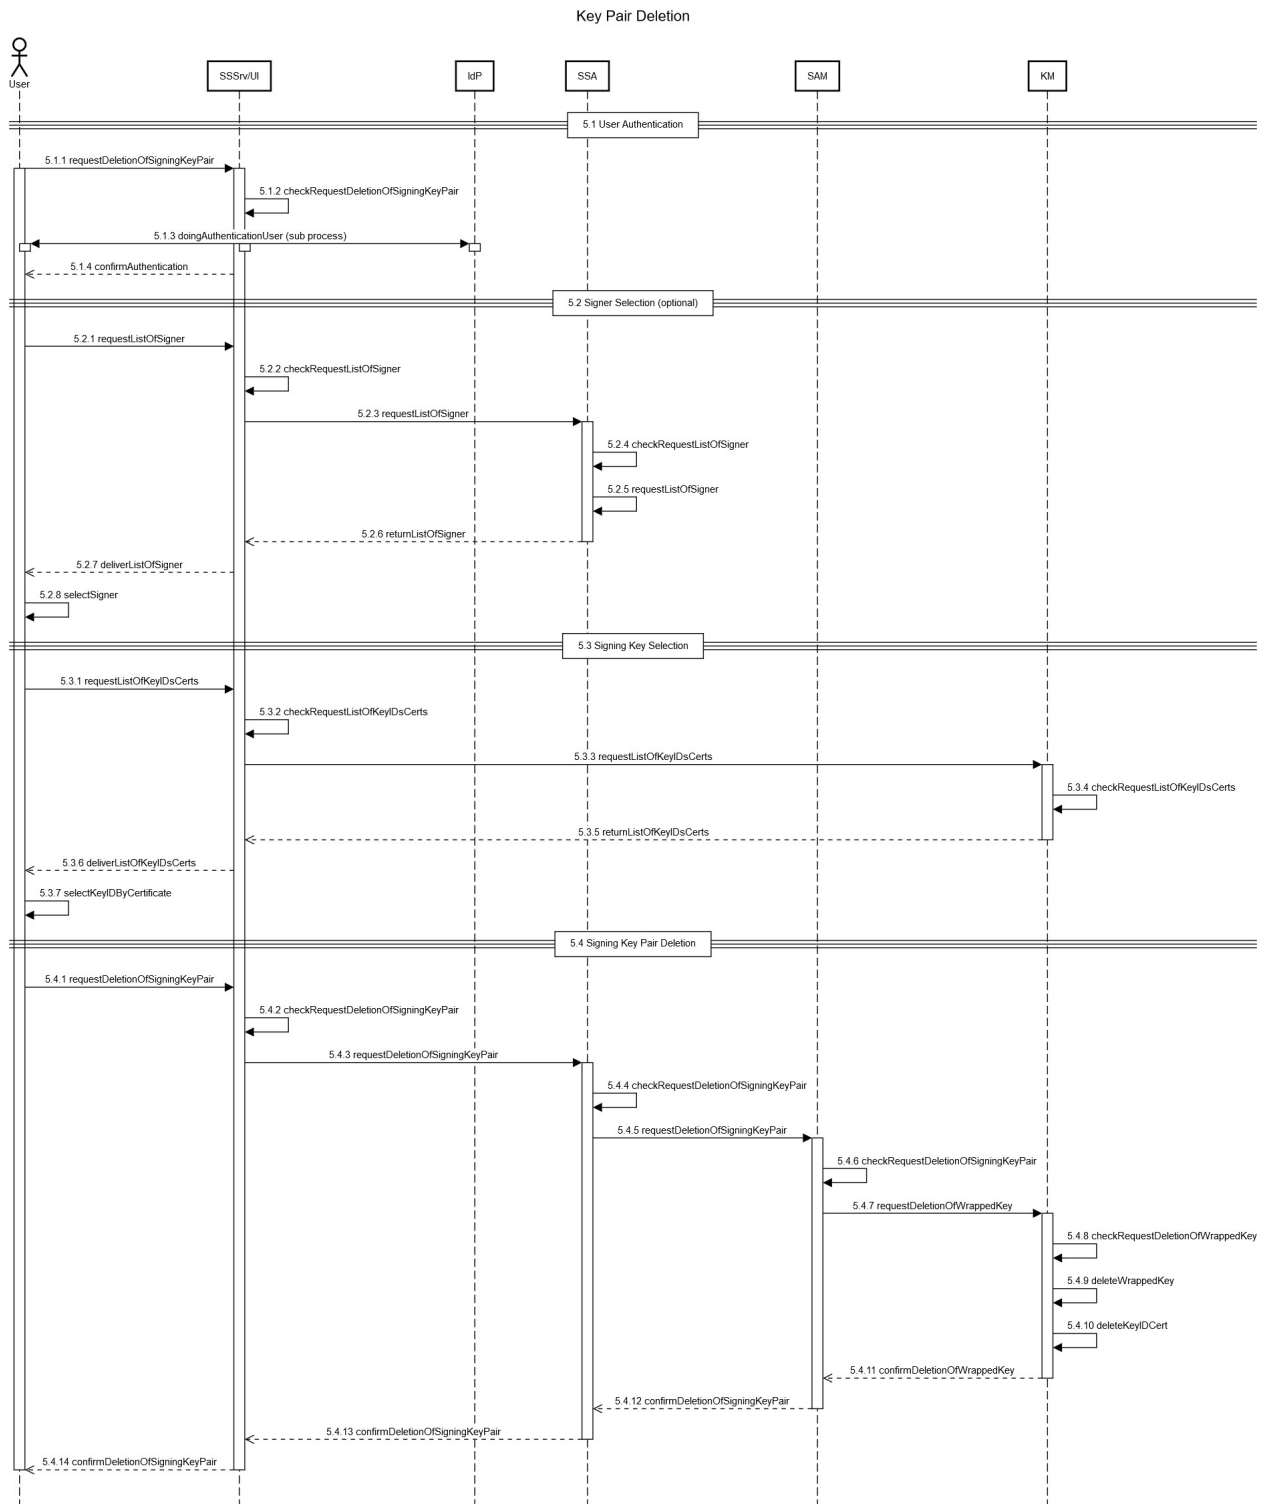 Key Pair Deletion
User
SSSrv/UI
IdP
SSA
SAM
KM
5.1 User Authentication
5.1.1 requestDeletionOfSigningKeyPair
5.1.2 checkRequestDeletionOfSigningKeyPair
5.1.3 doingAuthenticationUser (sub process)
5.1.4 confirmAuthentication
5.2 Signer Selection (optional)
5.2.1 requestListOfSigner
5.2.2 checkRequestListOfSigner
5.2.3 requestListOfSigner
5.2.4 checkRequestListOfSigner
5.2.5 requestListOfSigner
5.2.6 returnListOfSigner
5.2.7 deliverListOfSigner
5.2.8 selectSigner
5.3 Signing Key Selection
5.3.1 requestListOfKeyIDsCerts
5.3.2 checkRequestListOfKeyIDsCerts
5.3.3 requestListOfKeyIDsCerts
5.3.4 checkRequestListOfKeyIDsCerts
5.3.5 returnListOfKeyIDsCerts
5.3.6 deliverListOfKeyIDsCerts
5.3.7 selectKeyIDByCertificate
5.4 Signing Key Pair Deletion
5.4.1 requestDeletionOfSigningKeyPair
5.4.2 checkRequestDeletionOfSigningKeyPair
5.4.3 requestDeletionOfSigningKeyPair
5.4.4 checkRequestDeletionOfSigningKeyPair
5.4.5 requestDeletionOfSigningKeyPair
5.4.6 checkRequestDeletionOfSigningKeyPair
5.4.7 requestDeletionOfWrappedKey
5.4.8 checkRequestDeletionOfWrappedKey
5.4.9 deleteWrappedKey
5.4.10 deleteKeyIDCert
5.4.11 confirmDeletionOfWrappedKey
5.4.12 confirmDeletionOfSigningKeyPair
5.4.13 confirmDeletionOfSigningKeyPair
5.4.14 confirmDeletionOfSigningKeyPair